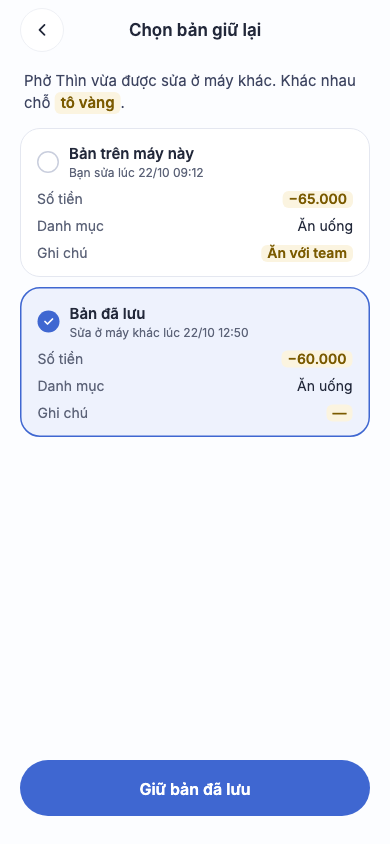 Chọn bản giữ lại
Phở Thìn vừa được sửa ở máy khác. Khác nhau
chỗ tô vàng.
Bản trên máy này
Bạn sửa lúc 22/10 09:12
Số tiền −65.000
Danh mục Ăn uống
Ghi chú Ăn với team
Bản đã lưu
Sửa ở máy khác lúc 22/10 12:50
Số tiền −60.000
Danh mục Ăn uống
Ghi chú —
Giữ bản đã lưu